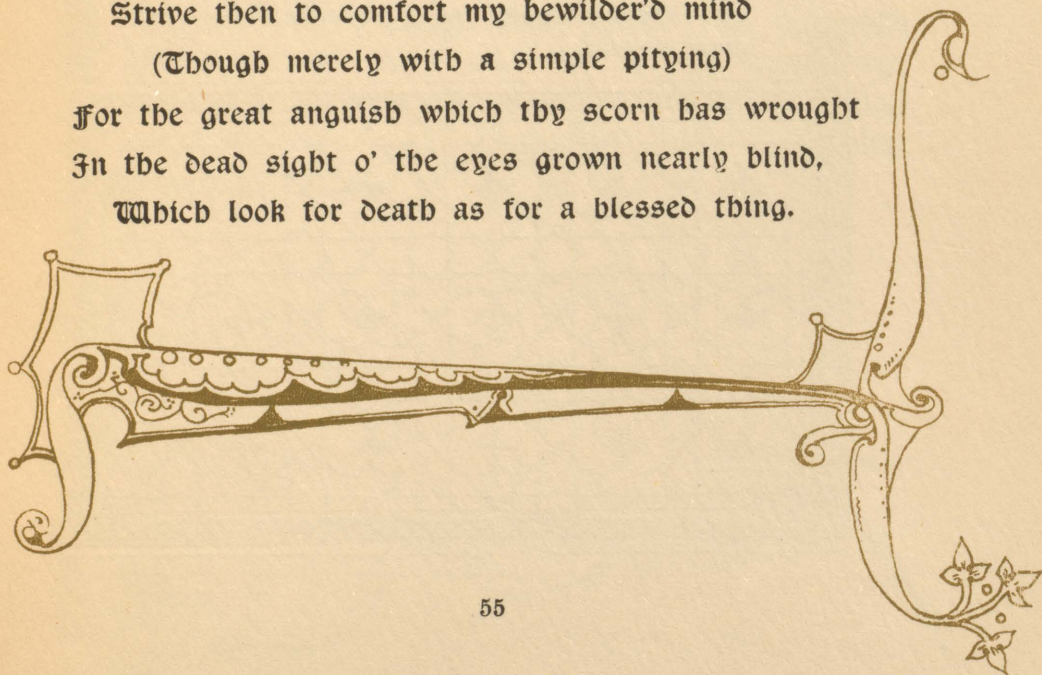 Strive then to comfort my bewilder'd mind
(Though merely with a simple pitying)
For the great anguish which thy scorn has wrought
In the dead sight o' the eyes grown nearly blind,
Which look for death as for a blessed thing.
55